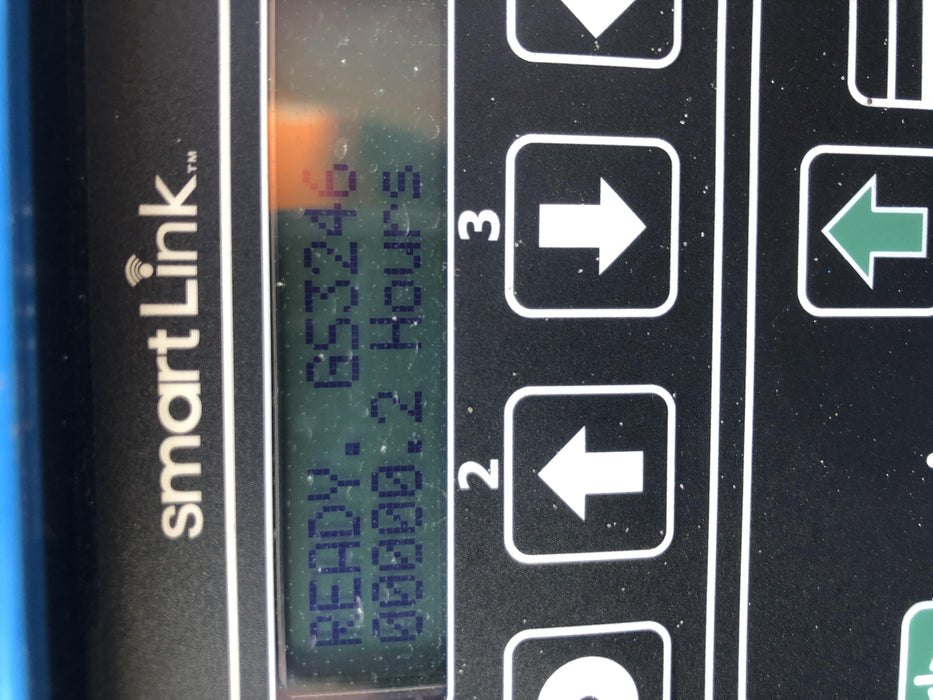 smartLink™
READY. GS3246
00000.2 Hours
2
3